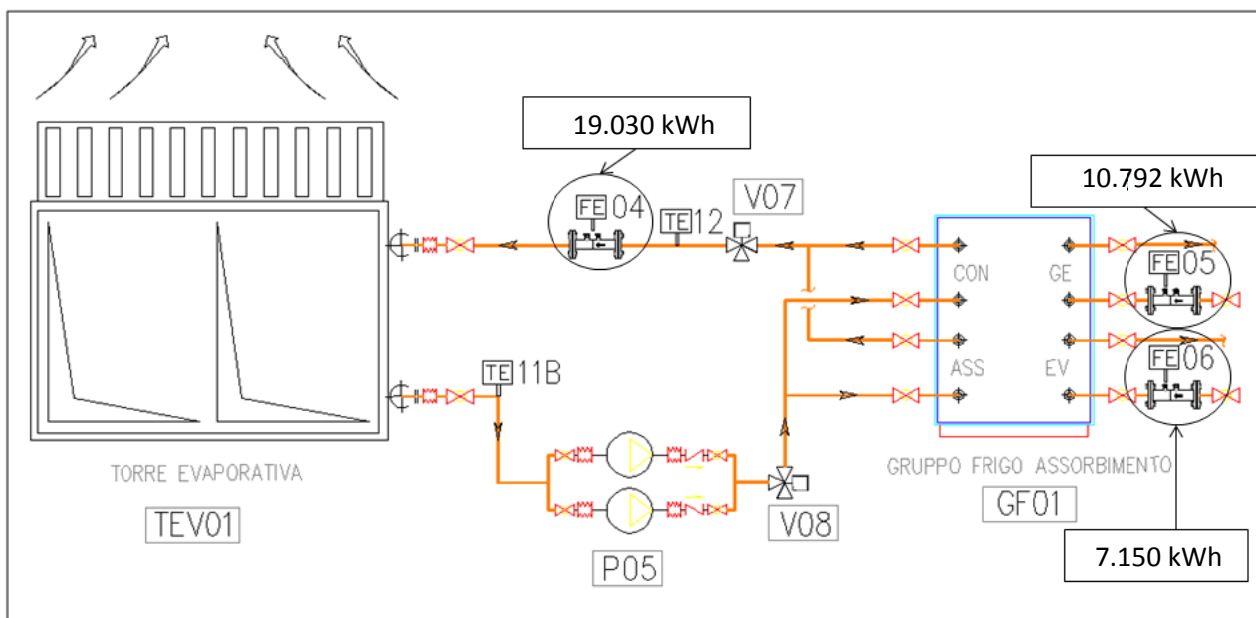 19.030 kWh
10.792 kWh
FE 04
TE 12
V07
CON
GE
FE 05
ASS
EV
FE 06
TE 11B
TORRE EVAPORATIVA
TEV01
P05
V08
GRUPPO FRIGO ASSORBIMENTO
GF01
7.150 kWh